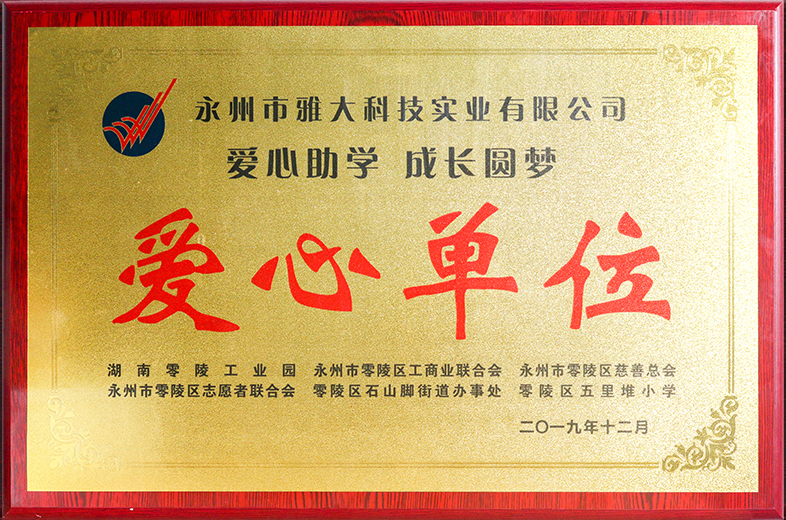 永州市雅大科技实业有限公司
爱心助学 成长圆梦
爱心单位
湖南零陵工业园 永州市零陵区工商业联合会 永州市零陵区慈善总会
永州市零陵区志愿者联合会 零陵区石山脚街道办事处 零陵区五里堆小学
二〇一九年十二月